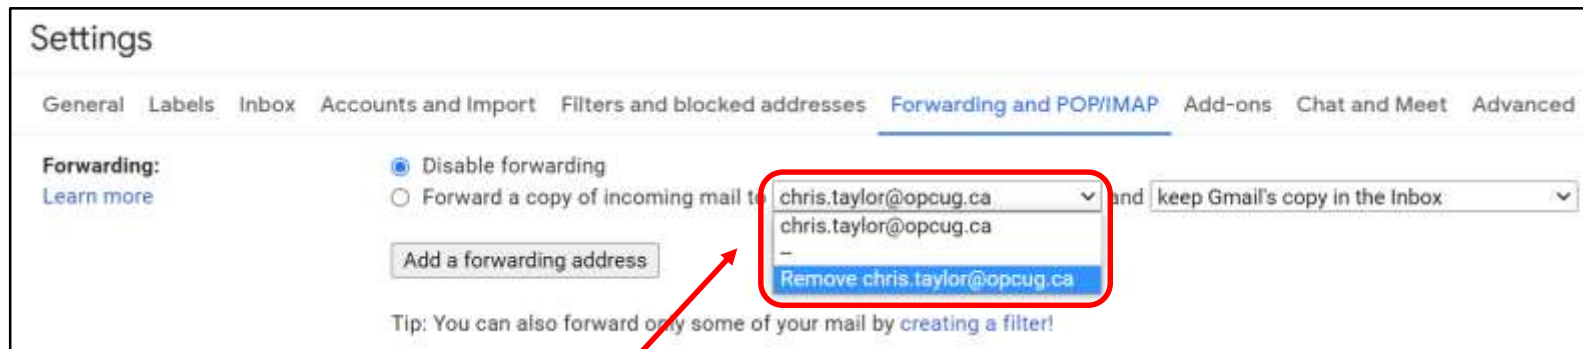 Settings
General Labels Inbox Accounts and Import Filters and blocked addresses Forwarding and POP/IMAP Add-ons Chat and Meet Advanced
Forwarding:
Learn more
Disable forwarding
Forward a copy of incoming mail to chris.taylor@opcug.ca and keep Gmail's copy in the Inbox
chris.taylor@opcug.ca
–
Remove chris.taylor@opcug.ca
Add a forwarding address
Tip: You can also forward only some of your mail by creating a filter!